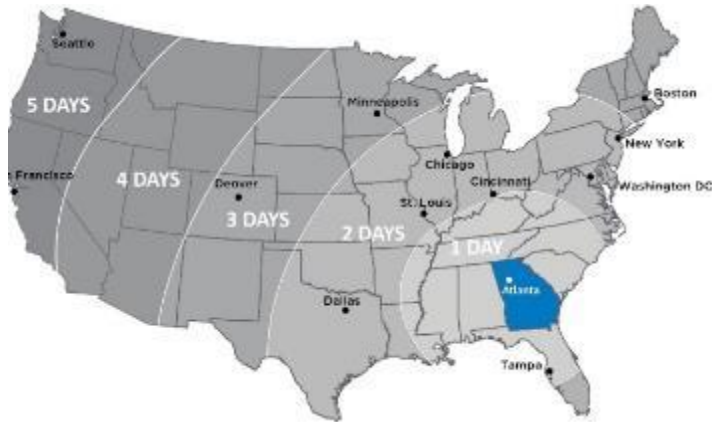 Seattle
Boston
5 DAYS
Minneapolis
New York
Chicago
Francisco
4 DAYS
Denver
Cincinnati
Washington DC
St. Louis
3 DAYS
2 DAYS
1 DAY
Atlanta
Dallas
Tampa